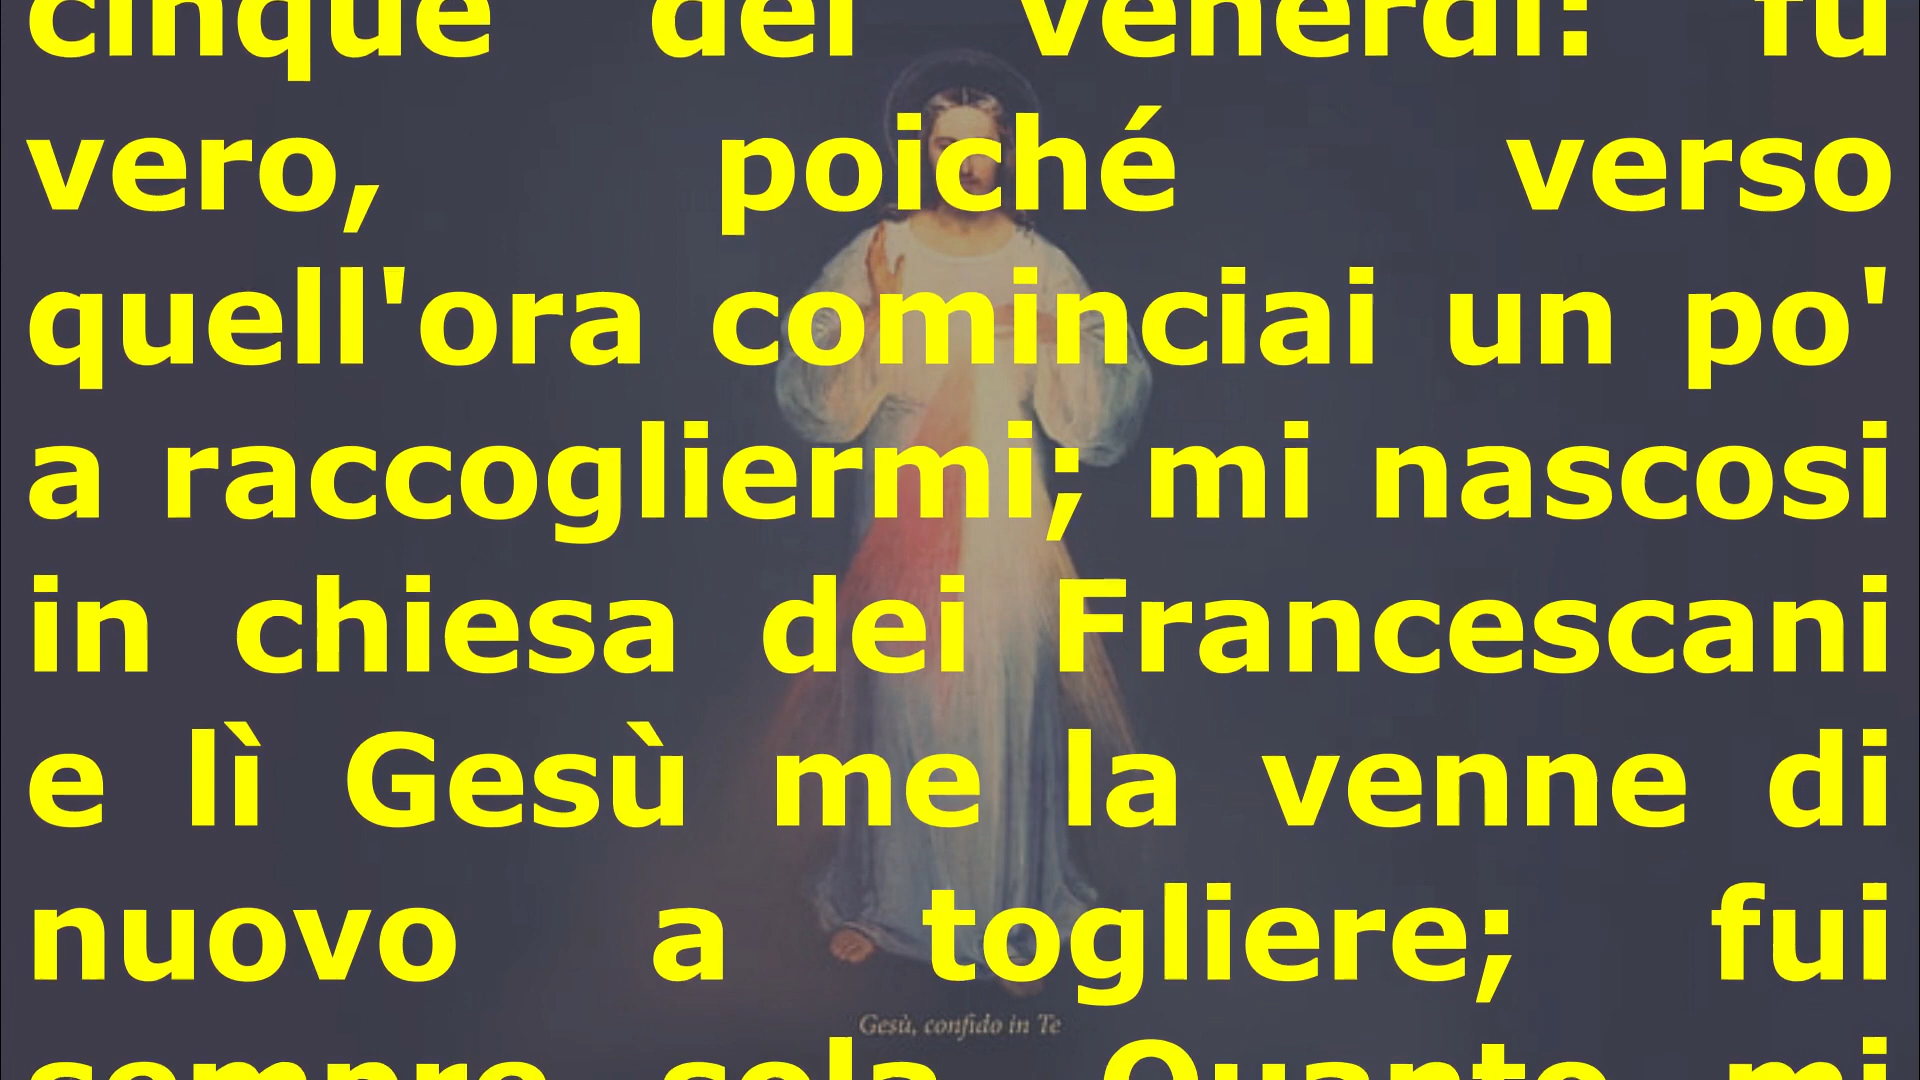 cinque del venerdì: fu
vero, poiché verso
quell'ora cominciai un po'
a raccogliermi; mi nascosi
in chiesa dei Francescani
e lì Gesù me la venne di
nuovo a togliere; fui
Gesù, confido in Te
sempre sola. Quanto mi